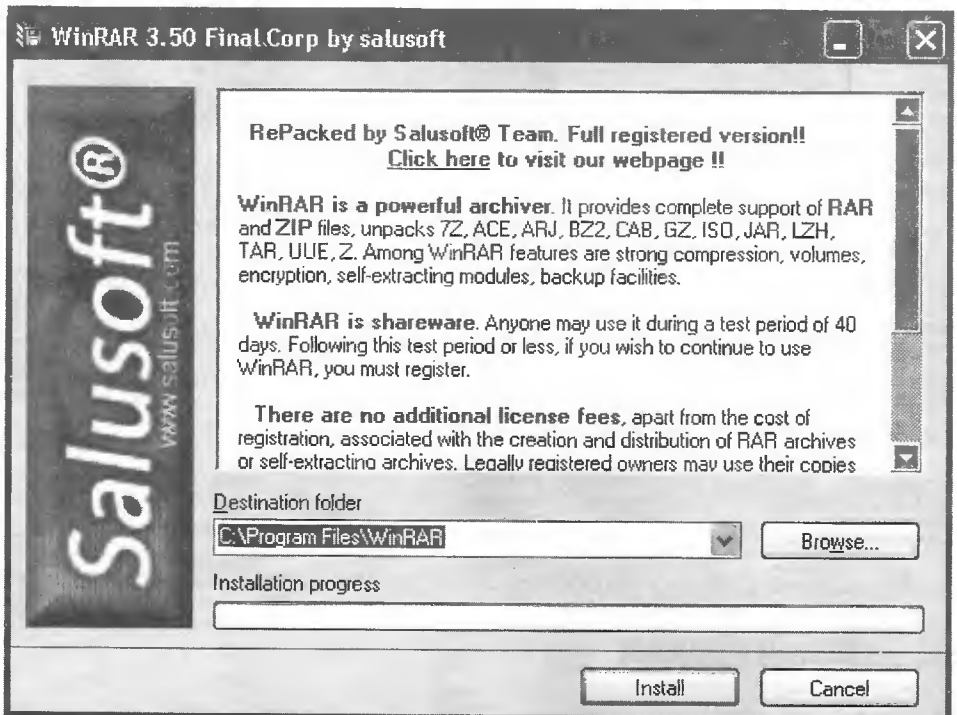 WinRAR 3.50 Final.Corp by salusoft
Salusoft®
www.salusoft.com
RePacked by Salusoft® Team. Full registered version!!
Click here to visit our webpage !!
WinRAR is a powerful archiver. It provides complete support of RAR
and ZIP files, unpacks 7Z, ACE, ARJ, BZ2, CAB, GZ, ISO, JAR, LZH,
TAR, UUE, Z. Among WinRAR features are strong compression, volumes,
encryption, self-extracting modules, backup facilities.
WinRAR is shareware. Anyone may use it during a test period of 40
days. Following this test period or less, if you wish to continue to use
WinRAR, you must register.
There are no additional license fees, apart from the cost of
registration, associated with the creation and distribution of RAR archives
or self-extracting archives. Legally registered owners may use their copies
Destination folder
C:\Program Files\WinRAR
Browse...
Installation progress
Install
Cancel